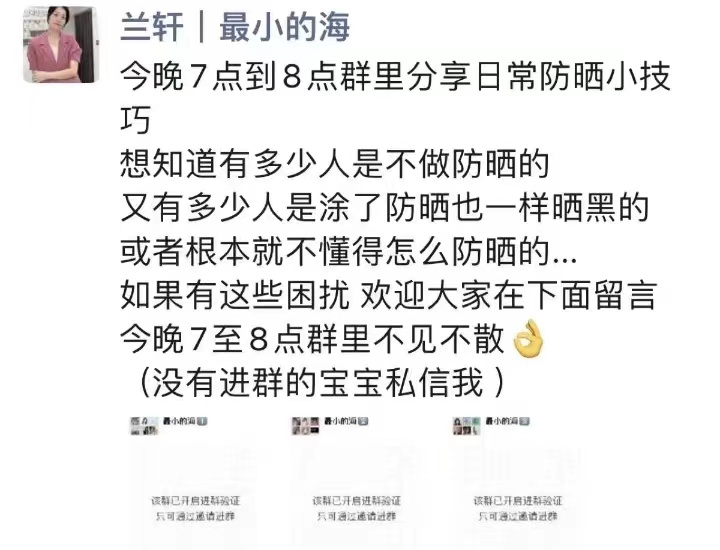 兰轩｜最小的海
今晚7点到8点群里分享日常防晒小技
巧
想知道有多少人是不做防晒的
又有多少人是涂了防晒也一样晒黑的
或者根本就不懂得怎么防晒的...
如果有这些困扰 欢迎大家在下面留言
今晚7至8点群里不见不散👌
（没有进群的宝宝私信我 ）
最小的海1️⃣
最小的海2️⃣
最小的海3️⃣
该群已开启进群验证
只可通过邀请进群
该群已开启进群验证
只可通过邀请进群
该群已开启进群验证
只可通过邀请进群